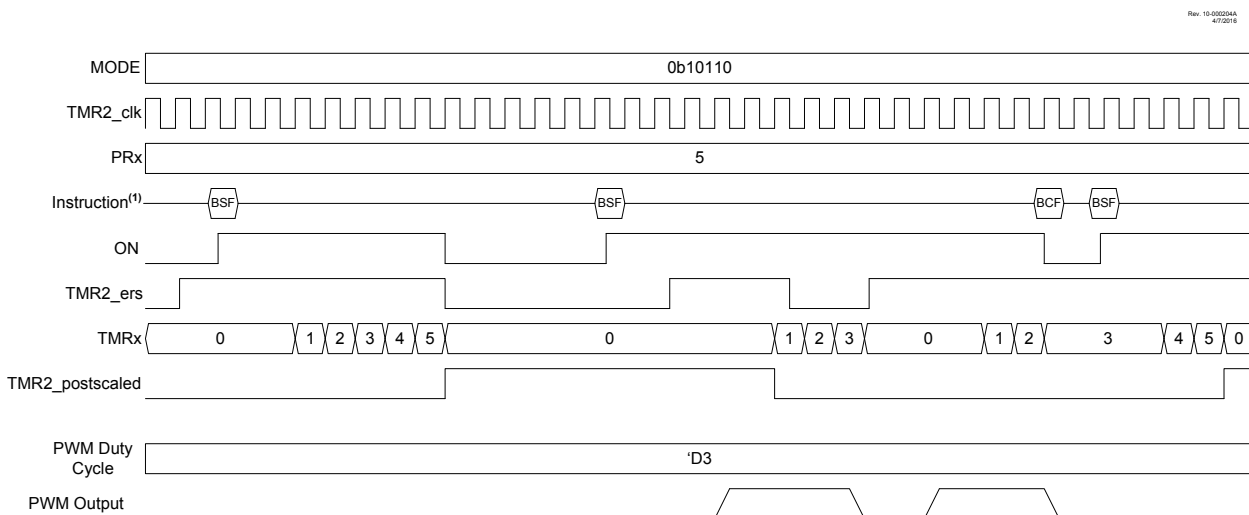 Rev. 10-000204A
4/7/2016
MODE 0b10110
TMR2_clk
PRx 5
Instruction(1) BSF BSF BCF BSF
ON
TMR2_ers
TMRx 0 1 2 3 4 5 0 1 2 3 0 1 2 3 4 5 0
TMR2_postscaled
PWM Duty
Cycle ‘D3
PWM Output